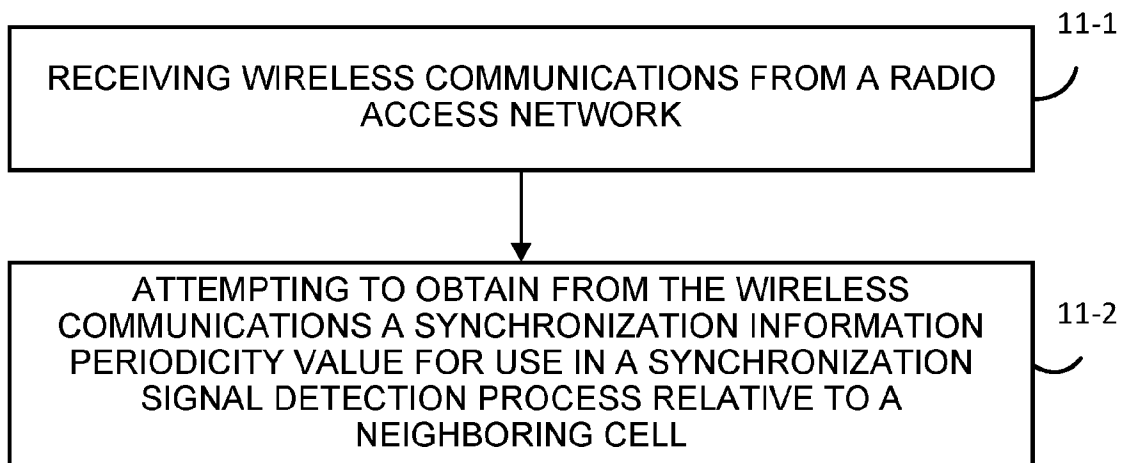 11-1
RECEIVING WIRELESS COMMUNICATIONS FROM A RADIO
ACCESS NETWORK
11-2
ATTEMPTING TO OBTAIN FROM THE WIRELESS
COMMUNICATIONS A SYNCHRONIZATION INFORMATION
PERIODICITY VALUE FOR USE IN A SYNCHRONIZATION
SIGNAL DETECTION PROCESS RELATIVE TO A
NEIGHBORING CELL